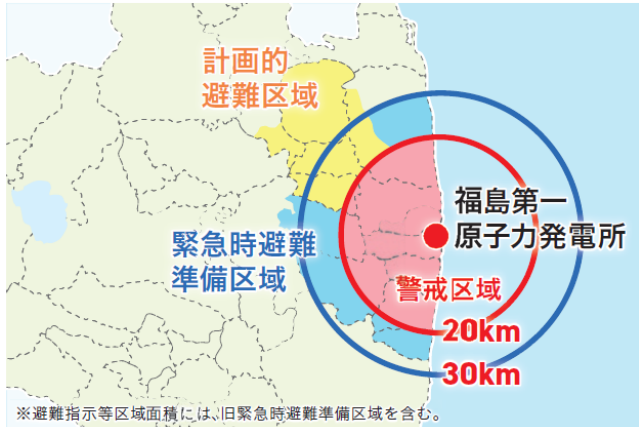 計画的
避難区域
福島第一
原子力発電所
緊急時避難
準備区域
警戒区域
20km
30km
※避難指示等区域面積には、旧緊急時避難準備区域を含む。